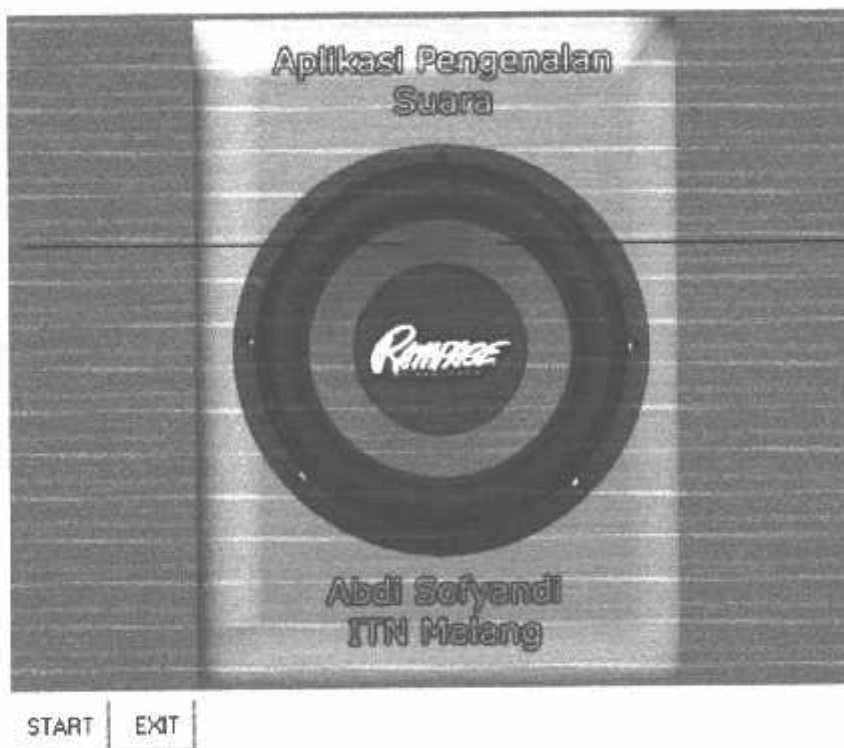 Aplikasi Pengenalan
Suara
RAMPAGE
Abdi Sofyandi
ITN Malang
START EXIT